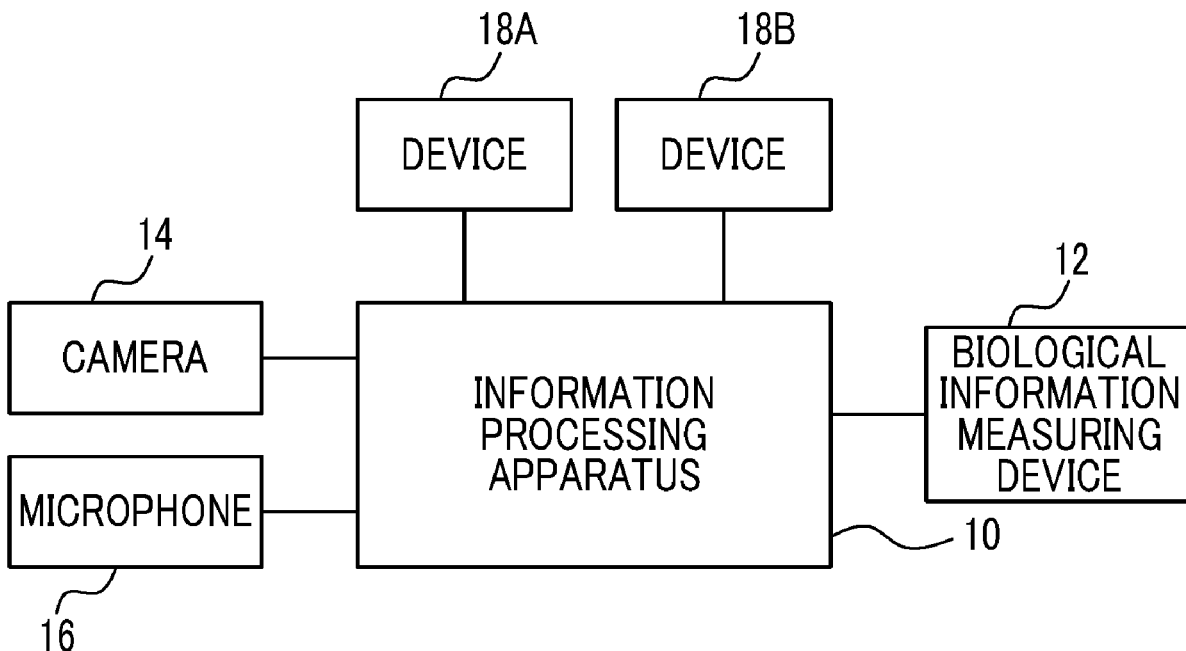 18A
18B
DEVICE
DEVICE
14
12
CAMERA
BIOLOGICAL
INFORMATION
MEASURING
DEVICE
INFORMATION
PROCESSING
APPARATUS
MICROPHONE
10
16